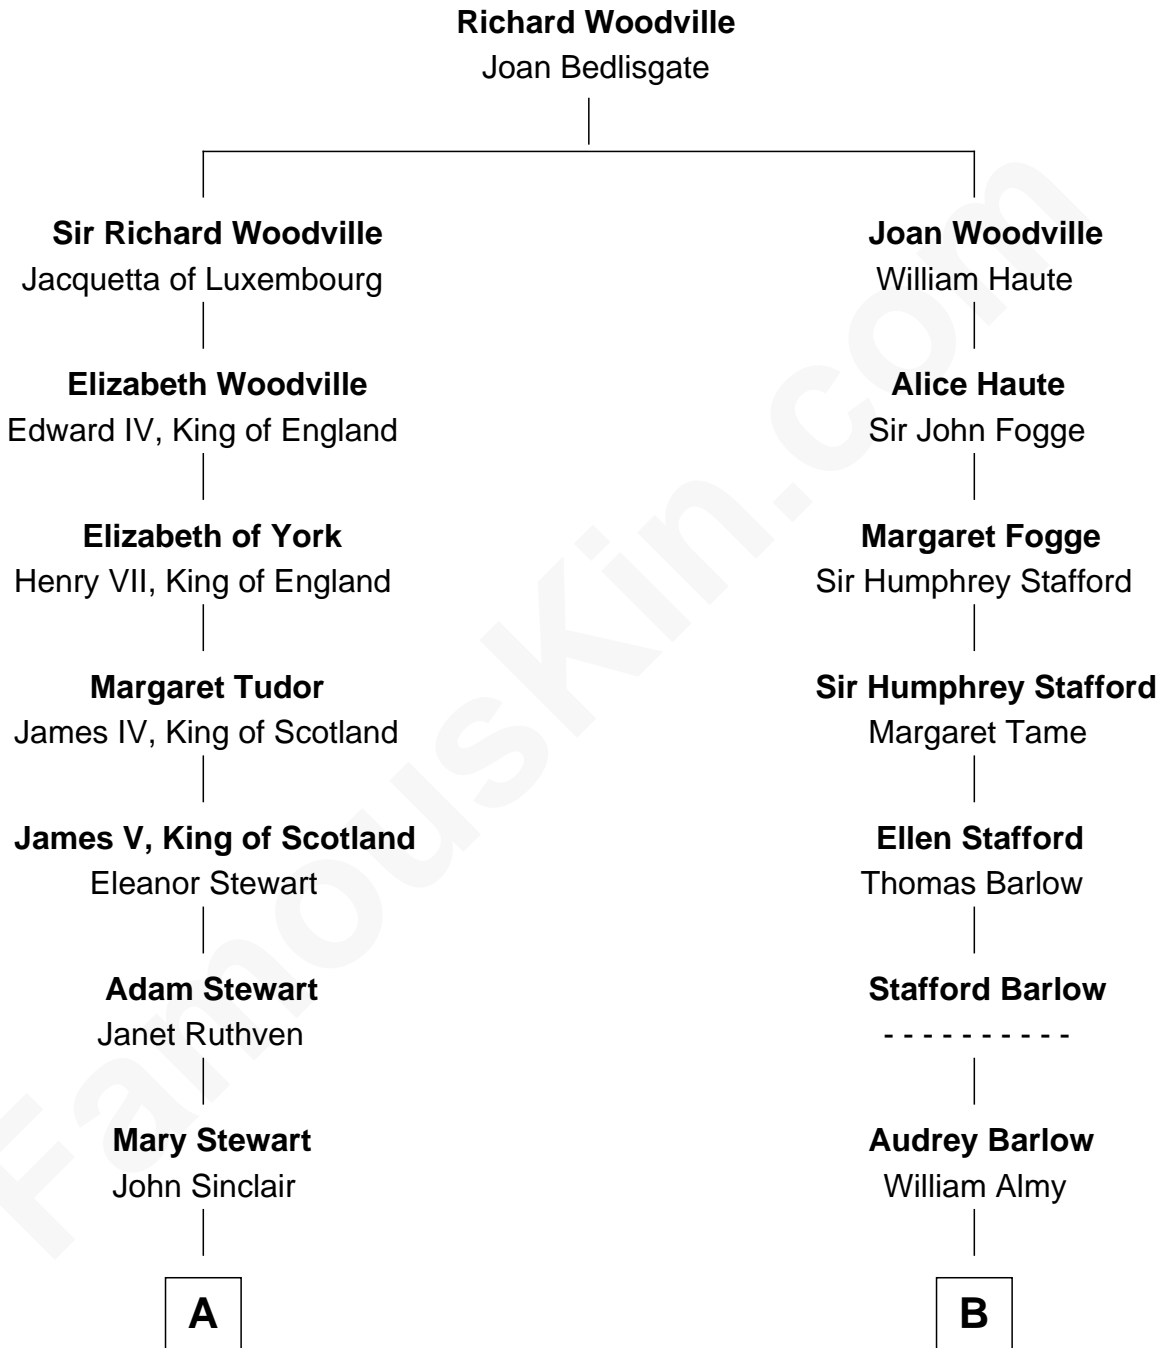 Richard Woodville
Joan Bedlisgate
Sir Richard Woodville
Jacquetta of Luxembourg
Joan Woodville
William Haute
Elizabeth Woodville
Edward IV, King of England
Alice Haute
Sir John Fogge
Elizabeth of York
Henry VII, King of England
Margaret Fogge
Sir Humphrey Stafford
Margaret Tudor
James IV, King of Scotland
Sir Humphrey Stafford
Margaret Tame
James V, King of Scotland
Eleanor Stewart
Ellen Stafford
Thomas Barlow
Adam Stewart
Janet Ruthven
Stafford Barlow
- - - - - - - - - -
Mary Stewart
John Sinclair
Audrey Barlow
William Almy
A
B
FamousKin.com